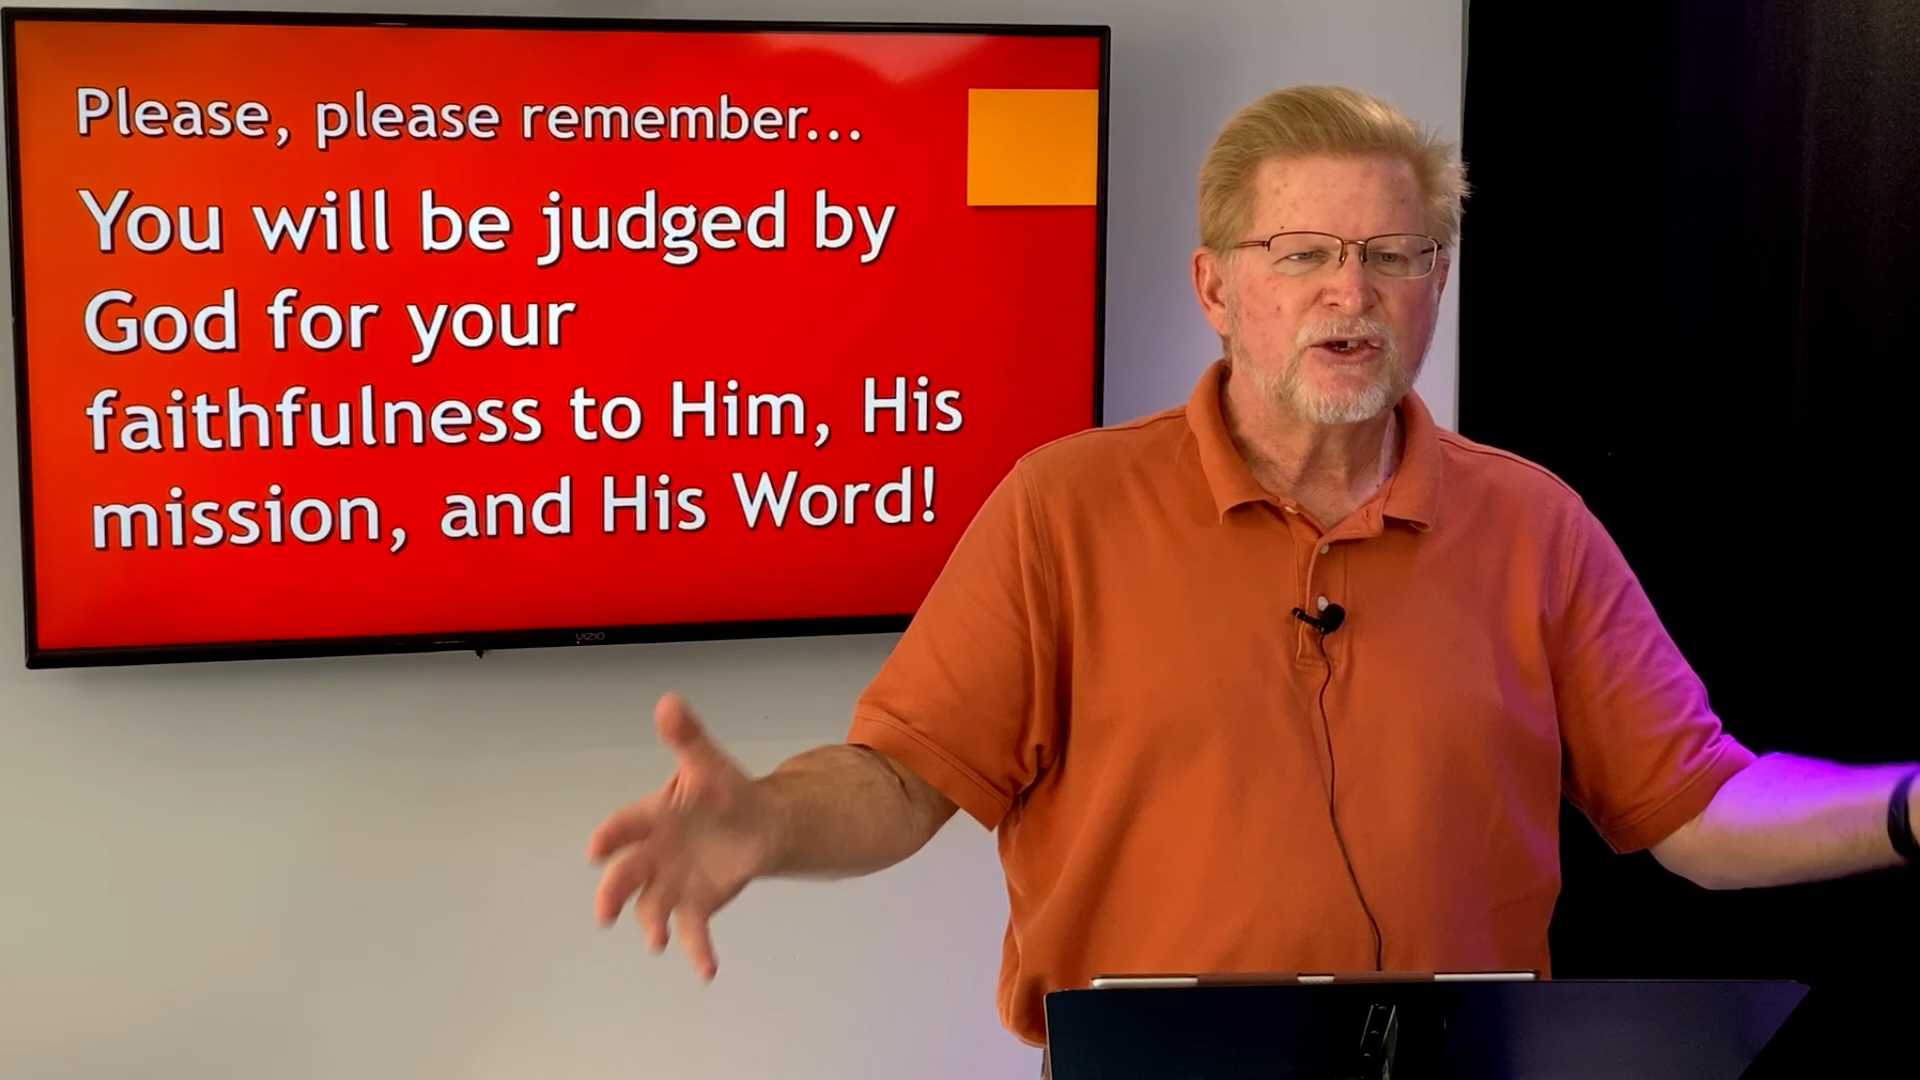 Please, please remember...
You will be judged by
God for your
faithfulness to Him, His
mission, and His Word!
VIZIO